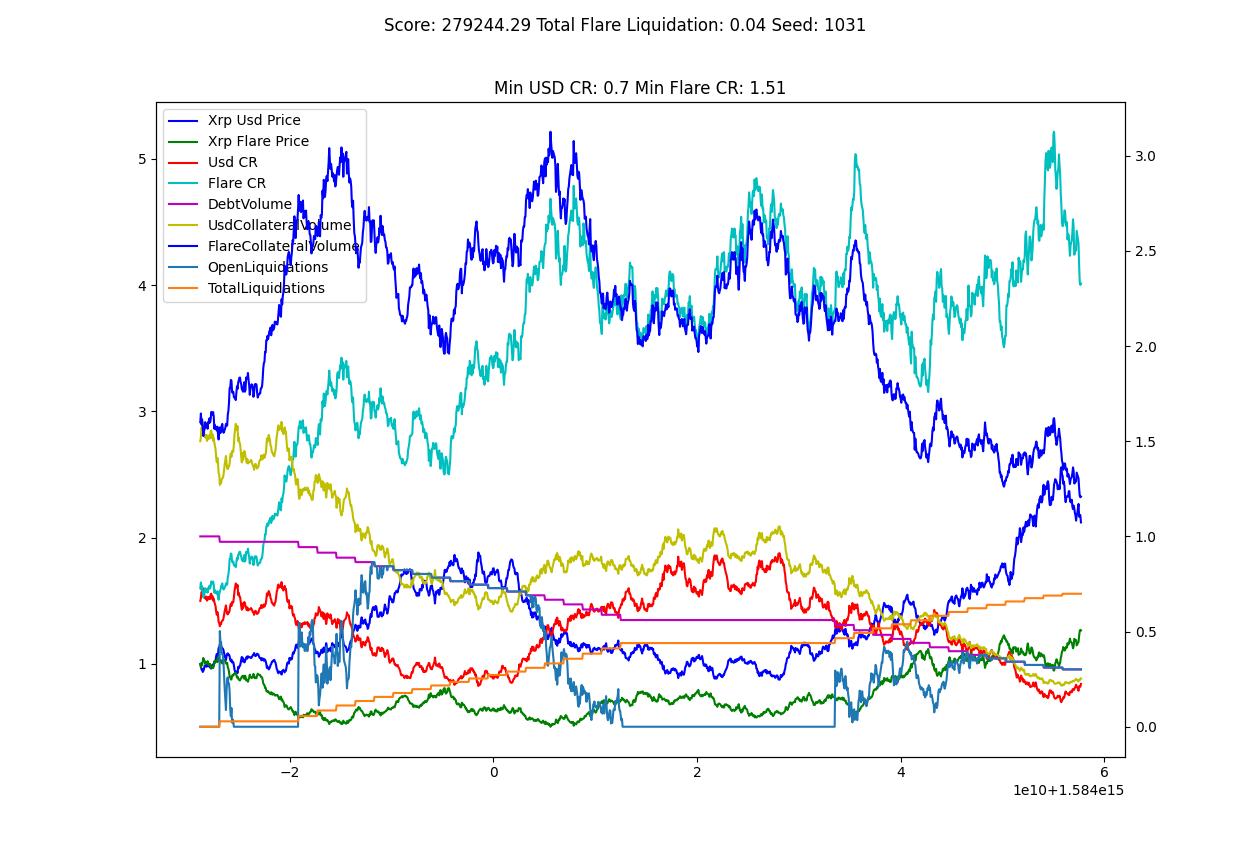 Score: 279244.29 Total Flare Liquidation: 0.04 Seed: 1031
Min USD CR: 0.7 Min Flare CR: 1.51
Xrp Usd Price
Xrp Flare Price
Usd CR
Flare CR
DebtVolume
UsdCollateralVolume
FlareCollateralVolume
OpenLiquidations
TotalLiquidations
5
4
3
2
1
3.0
2.5
2.0
1.5
1.0
0.5
0.0
−2 0 2 4 6
1e10+1.584e15